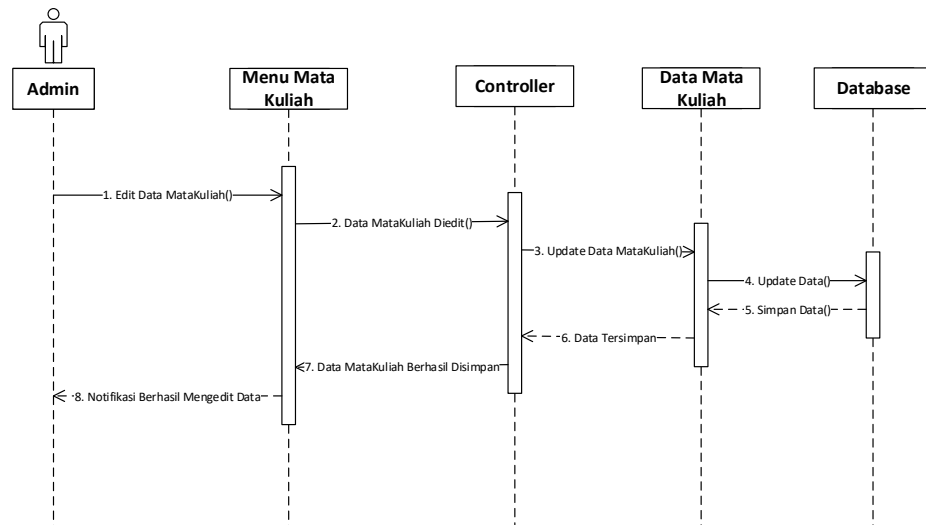 Admin
Menu Mata
Kuliah
Controller
Data Mata
Kuliah
Database
1. Edit Data MataKuliah()
2. Data MataKuliah Diedit()
3. Update Data MataKuliah()
4. Update Data()
5. Simpan Data()
6. Data Tersimpan
7. Data MataKuliah Berhasil Disimpan
8. Notifikasi Berhasil Mengedit Data